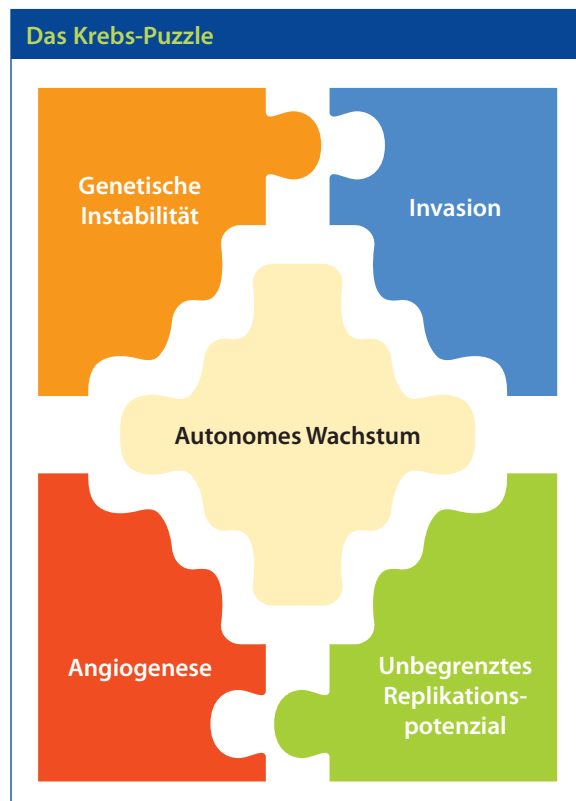 Das Krebs-Puzzle
Genetische
Instabilität
Invasion
Autonomes Wachstum
Angiogenese
Unbegrenztes
Replikations-
potenzial